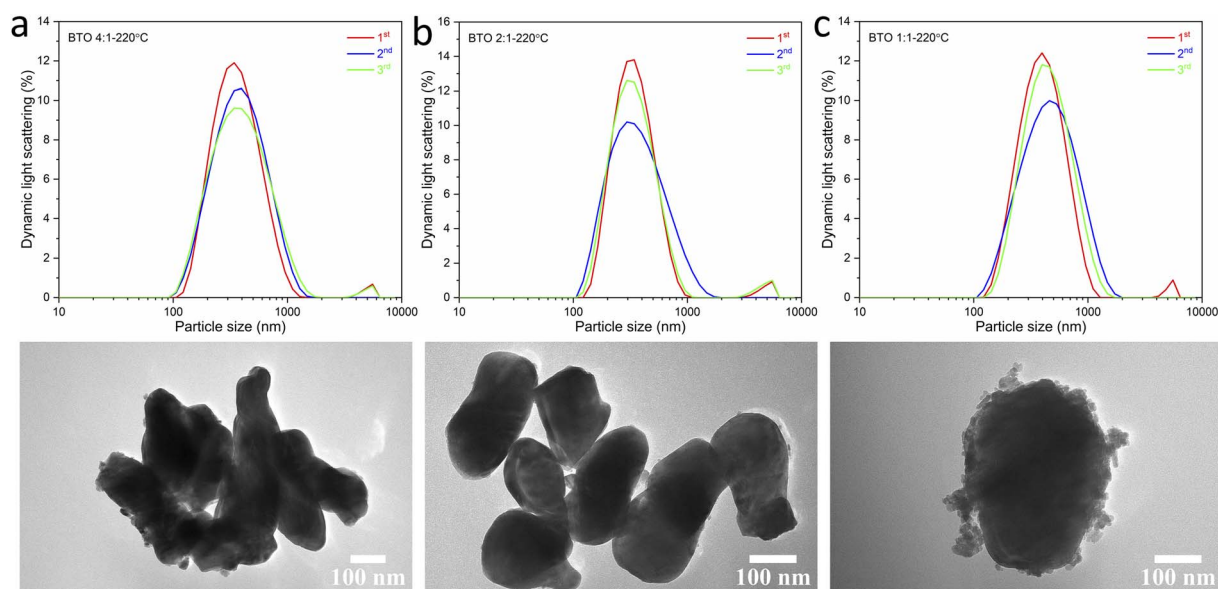 a
BTO 4:1-220°C
1st
2nd
3rd
14
12
10
8
6
4
2
0
Dynamic light scattering (%)
10
100
1000
10000
Particle size (nm)
b
BTO 2:1-220°C
1st
2nd
3rd
16
14
12
10
8
6
4
2
0
Dynamic light scattering (%)
10
100
1000
10000
Particle size (nm)
c
BTO 1:1-220°C
1st
2nd
3rd
14
12
10
8
6
4
2
0
Dynamic light scattering (%)
10
100
1000
10000
Particle size (nm)
100 nm
100 nm
100 nm